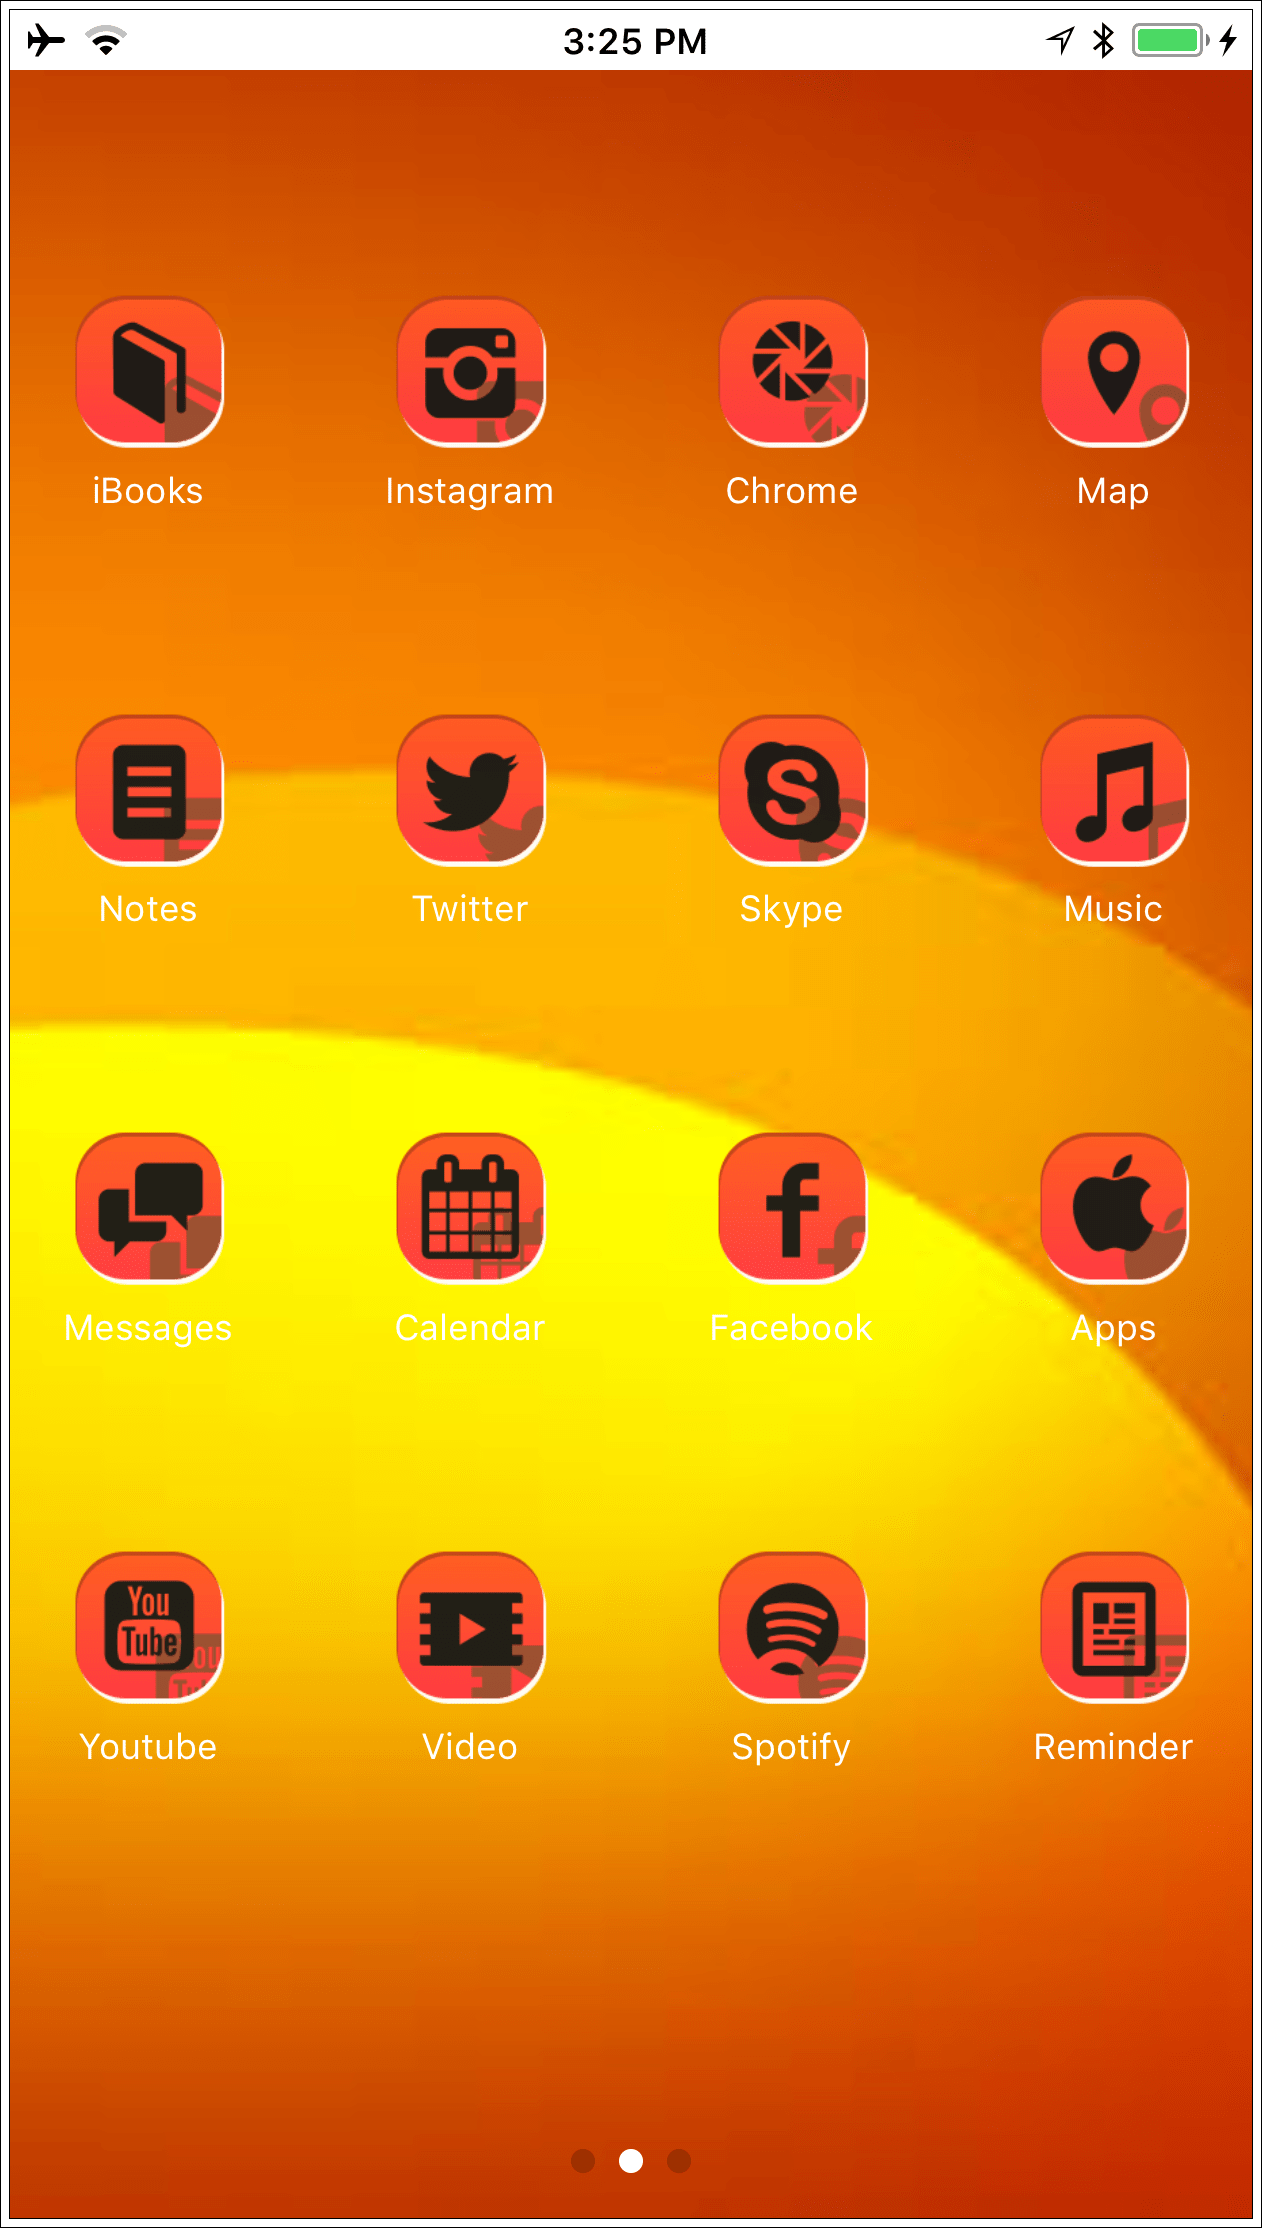 3:25 PM
iBooks Instagram Chrome Map
Notes Twitter Skype Music
Messages Calendar Facebook Apps
You
Tube
Youtube Video Spotify Reminder